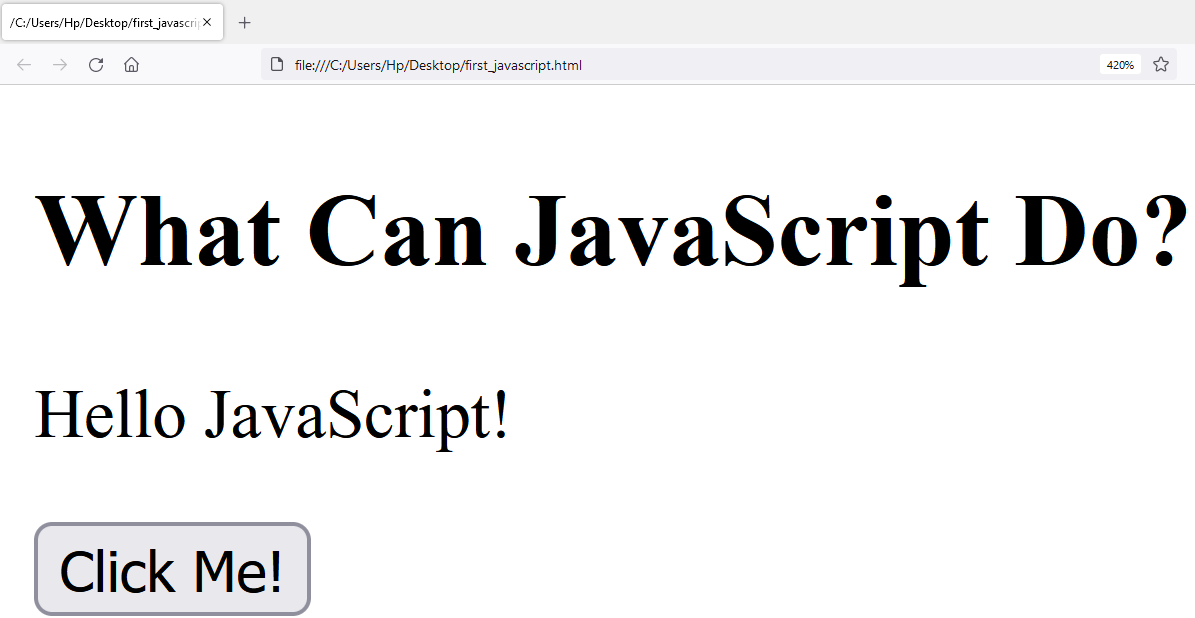 /C:/Users/Hp/Desktop/first_javascri
file:///C:/Users/Hp/Desktop/first_javascript.html
420%
What Can JavaScript Do?
Hello JavaScript!
Click Me!